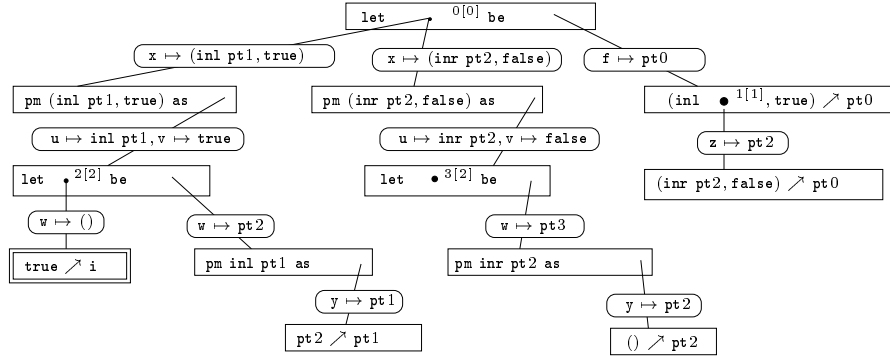 let • 0[0] be
x ↦ (inl pt1, true) x ↦ (inr pt2, false) f ↦ pt0
pm (inl pt1, true) as pm (inr pt2, false) as (inl • 1[1], true) ↗ pt0
u ↦ inl pt1, v ↦ true u ↦ inr pt2, v ↦ false z ↦ pt2
let • 2[2] be let • 3[2] be (inr pt2, false) ↗ pt0
w ↦ () w ↦ pt2 w ↦ pt3
true ↗ i pm inl pt1 as pm inr pt2 as
y ↦ pt1 y ↦ pt2
pt2 ↗ pt1 () ↗ pt2